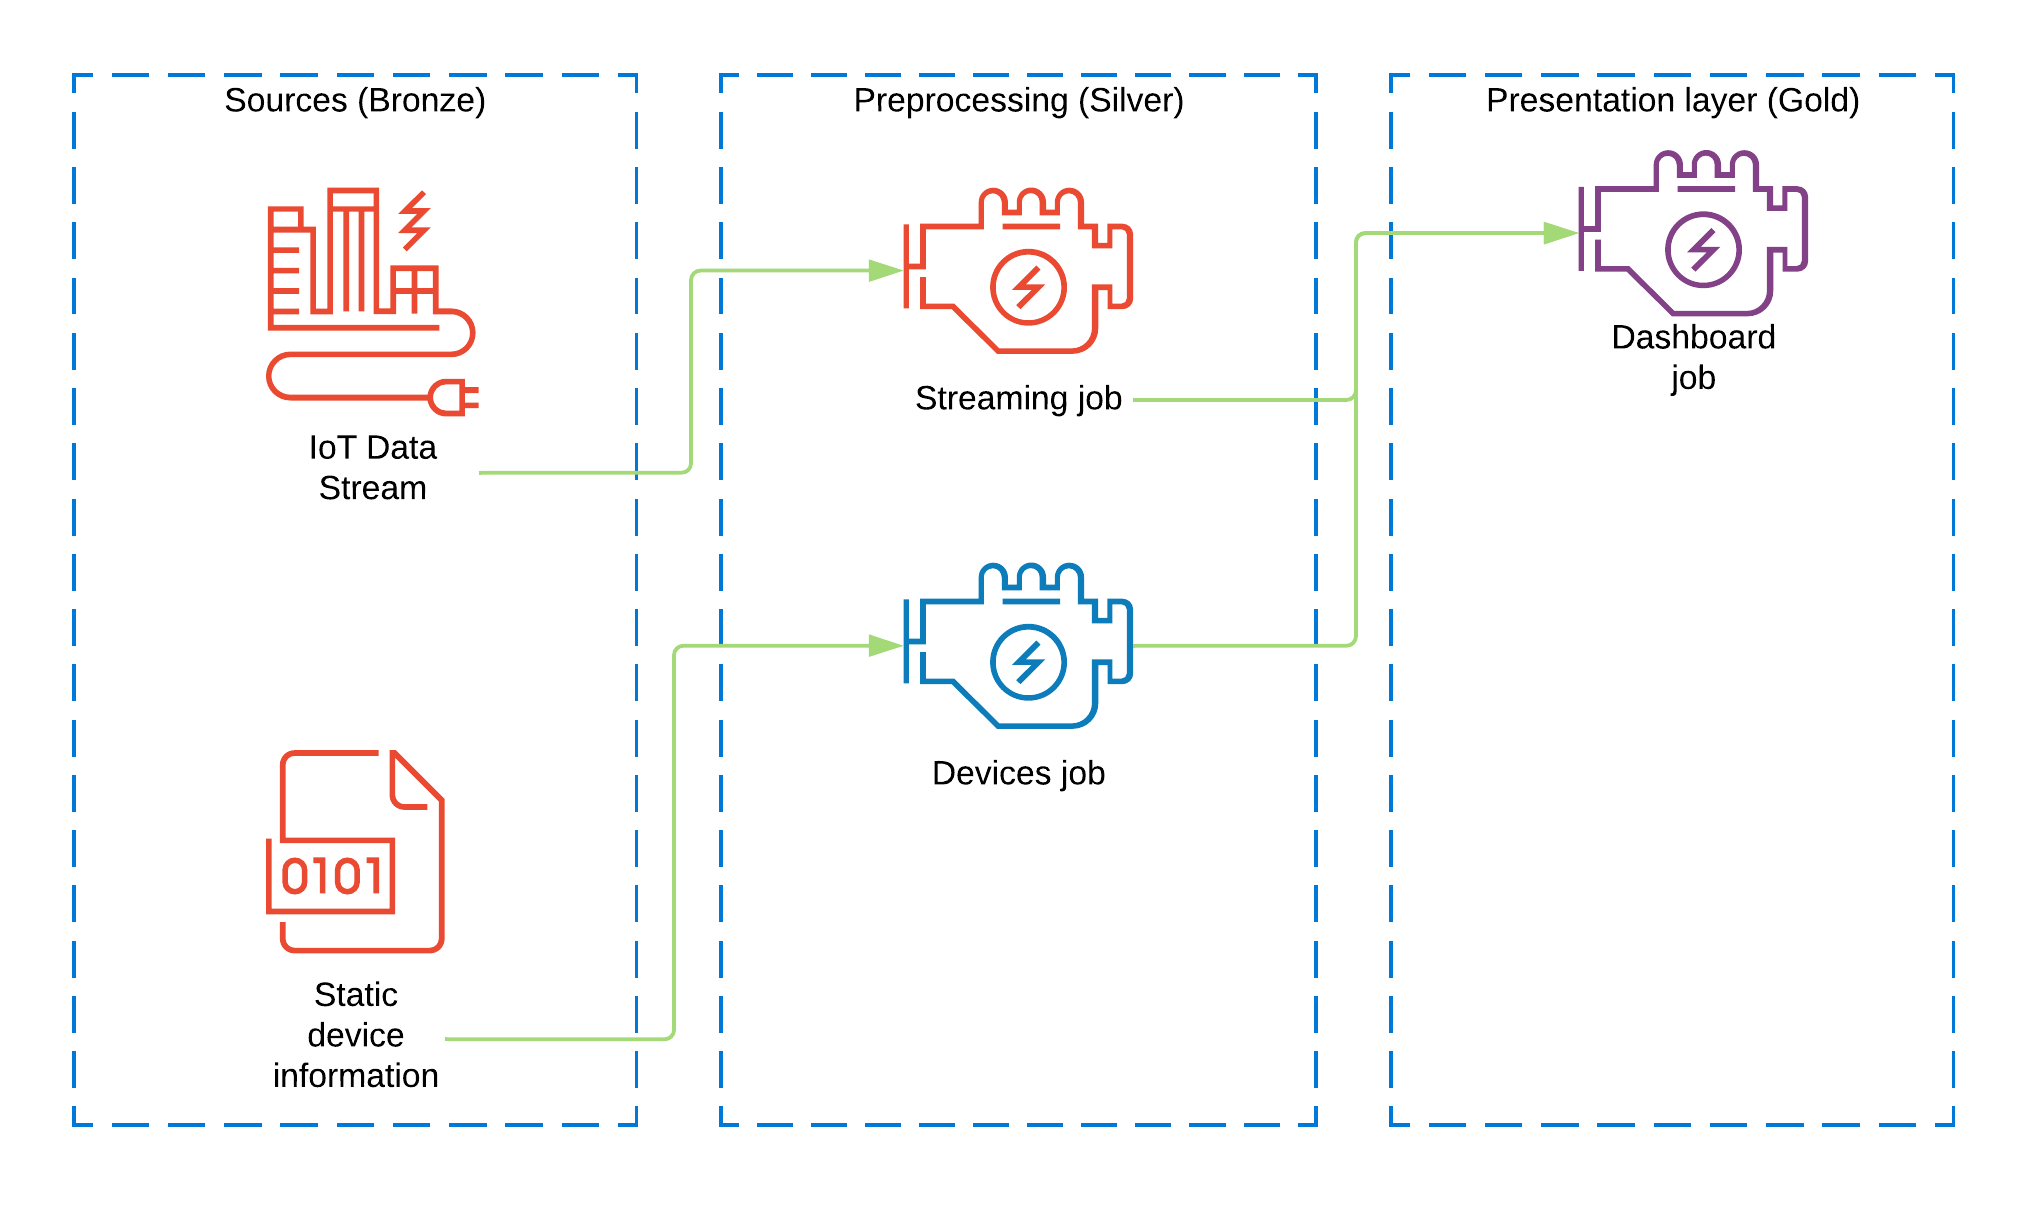 Sources (Bronze)
IoT Data
Stream
0101
Static
device
information
Preprocessing (Silver)
Streaming job
Devices job
Presentation layer (Gold)
Dashboard
job